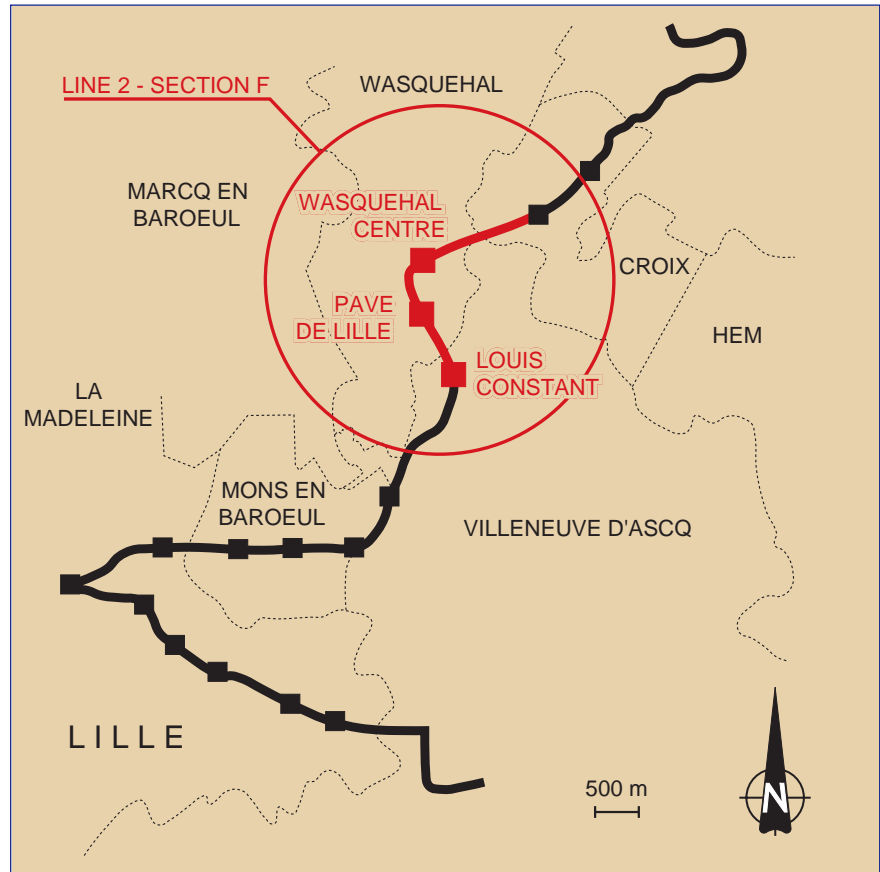 LINE 2 - SECTION F
WASQUEHAL
MARCQ EN
BAROEUL
WASQUEHAL
CENTRE
CROIX
PAVE
DE LILLE
HEM
LOUIS
CONSTANT
LA
MADELEINE
MONS EN
BAROEUL
VILLENEUVE D'ASCQ
LILLE
500 m
N